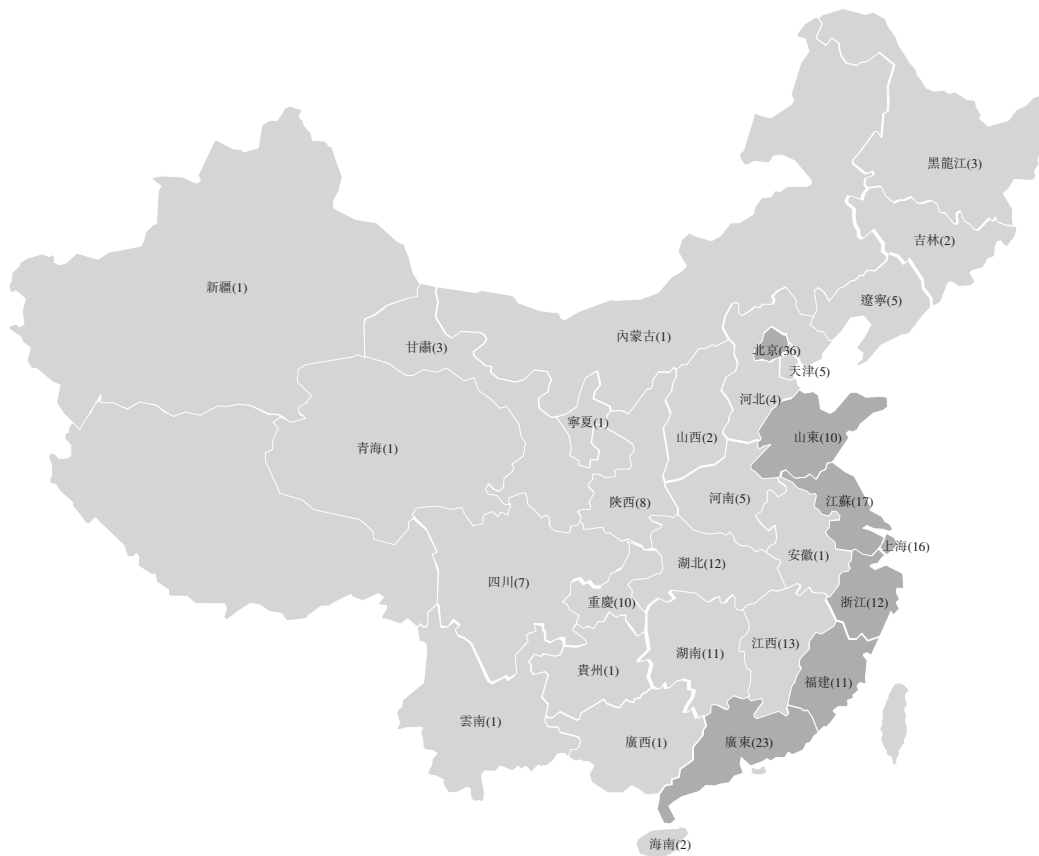 黑龍江(3)
吉林(2)
新疆(1)
遼寧(5)
內蒙古(1)
甘肅(3)
北京(36)
天津(5)
河北(4)
寧夏(1)
山西(2)
山東(10)
青海(1)
陝西(8)
河南(5)
江蘇(17)
上海(16)
安徽(1)
湖北(12)
四川(7)
重慶(10)
浙江(12)
江西(13)
湖南(11)
貴州(1)
福建(11)
雲南(1)
廣西(1)
廣東(23)
海南(2)